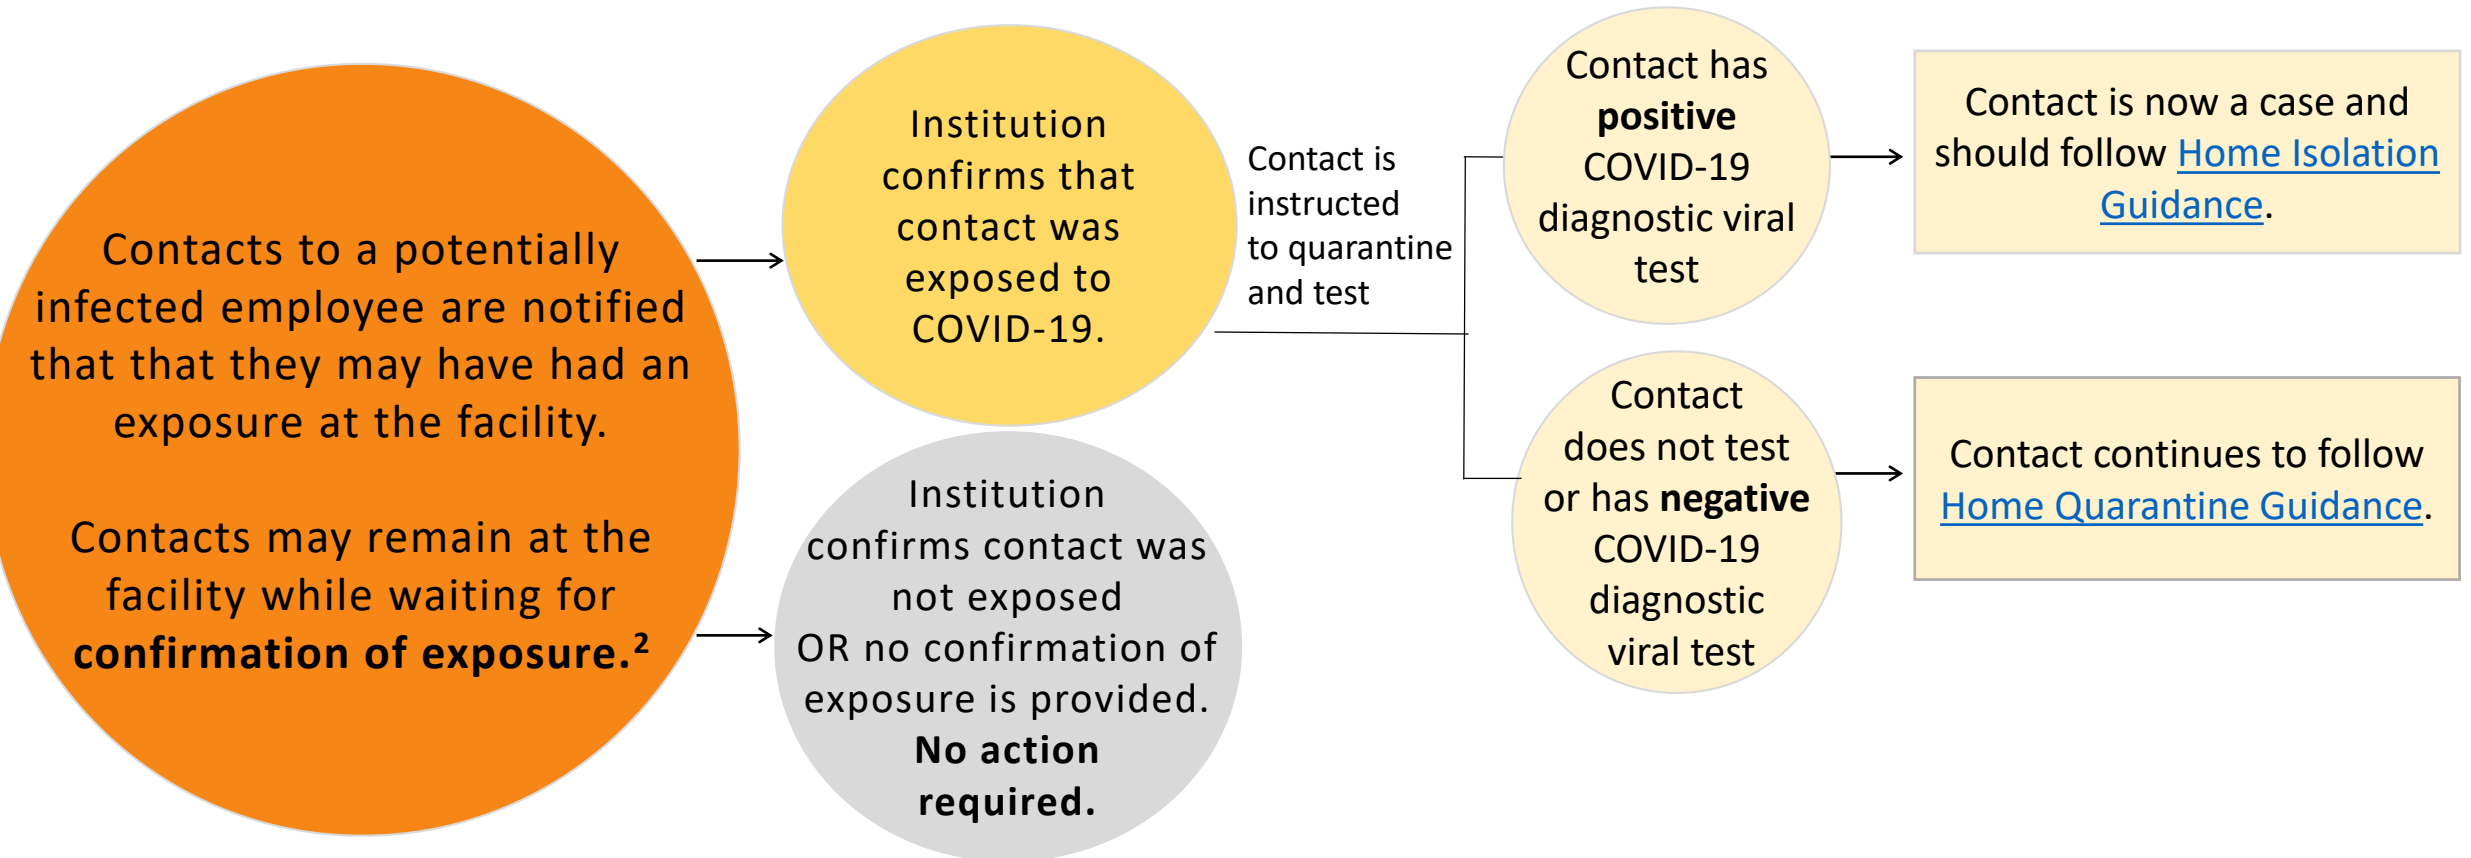 Contacts to a potentially
infected employee are notified
that that they may have had an
exposure at the facility.
Contacts may remain at the
facility while waiting for
confirmation of exposure.²
Institution
confirms that
contact was
exposed to
COVID-19.
Institution
confirms contact was
not exposed
OR no confirmation of
exposure is provided.
No action
required.
Contact is
instructed
to quarantine
and test
Contact has
positive
COVID-19
diagnostic viral
test
Contact is now a case and
should follow Home Isolation
Guidance.
Contact
does not test
or has negative
COVID-19
diagnostic
viral test
Contact continues to follow
Home Quarantine Guidance.